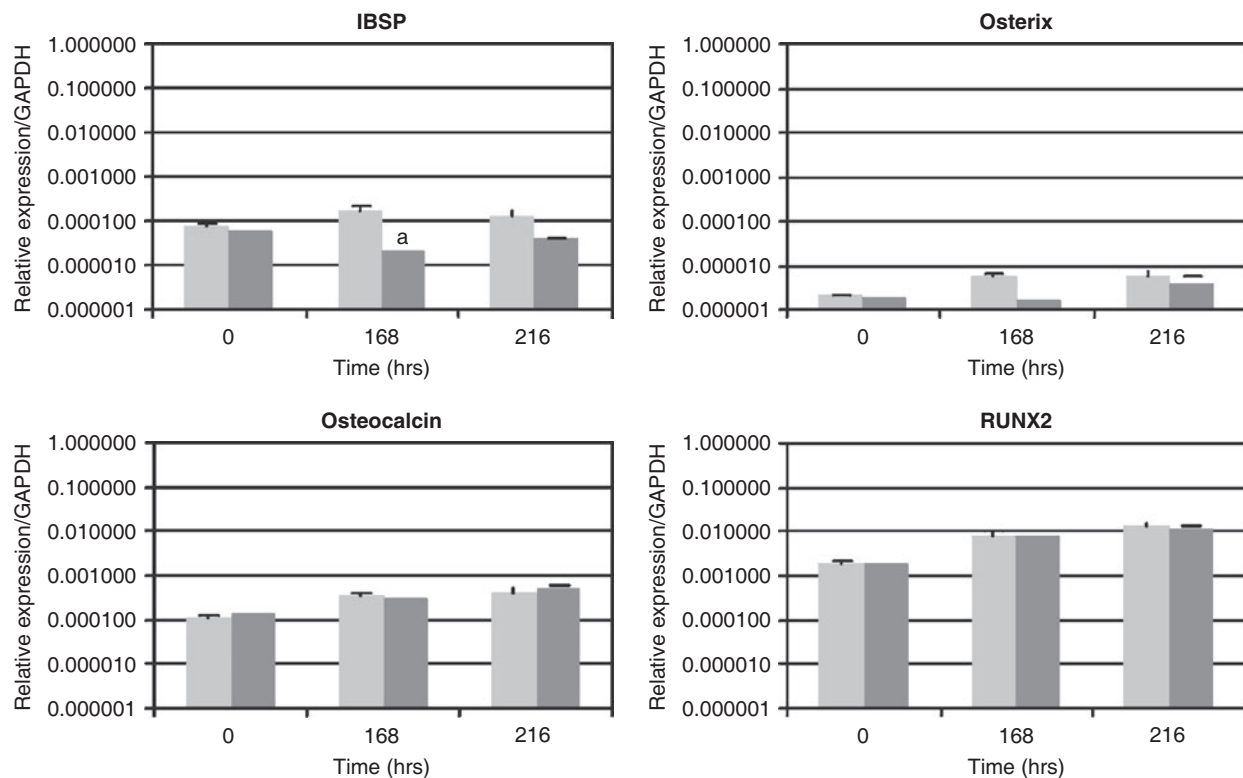 IBSP
Relative expression/GAPDH
1.000000
0.100000
0.010000
0.001000
0.000100
0.000010
0.000001
a
0 168 216
Time (hrs)
Osterix
Relative expression/GAPDH
1.000000
0.100000
0.010000
0.001000
0.000100
0.000010
0.000001
0 168 216
Time (hrs)
Osteocalcin
Relative expression/GAPDH
1.000000
0.100000
0.010000
0.001000
0.000100
0.000010
0.000001
0 168 216
Time (hrs)
RUNX2
Relative expression/GAPDH
1.000000
0.100000
0.010000
0.001000
0.000100
0.000010
0.000001
0 168 216
Time (hrs)